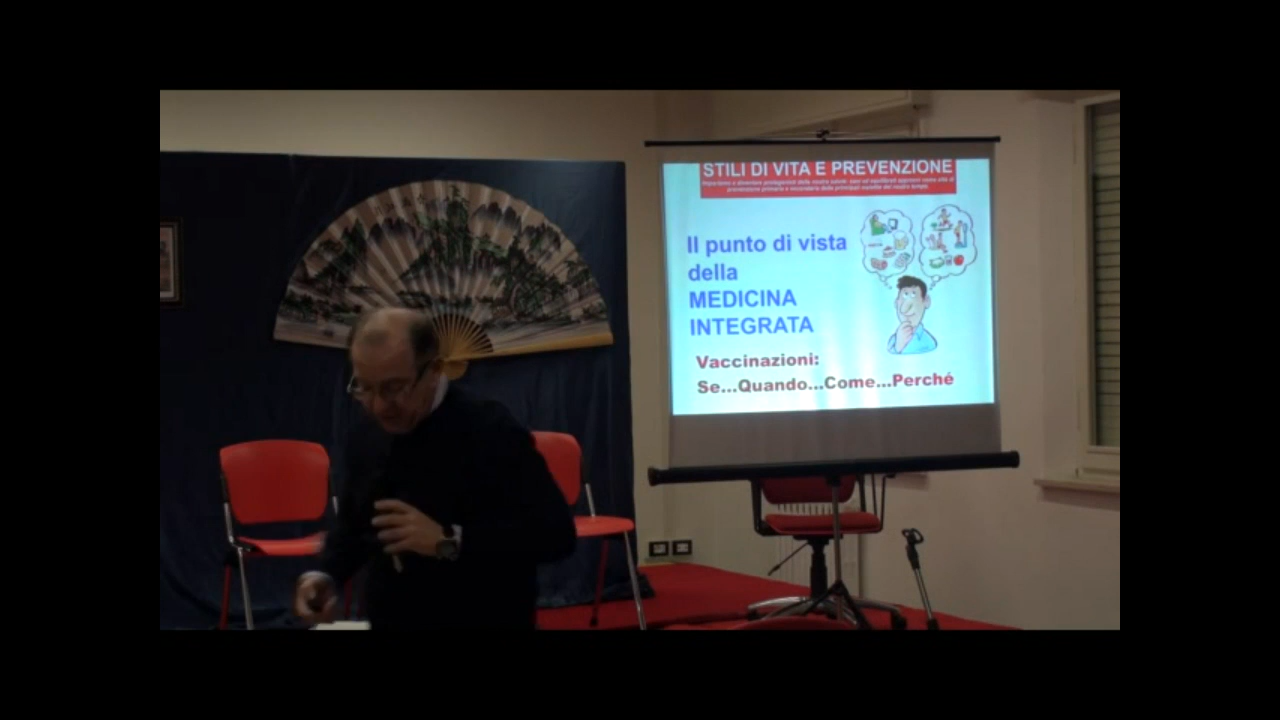 STILI DI VITA E PREVENZIONE
Il punto di vista
della
MEDICINA
INTEGRATA
Vaccinazioni:
Se...Quando...Come...Perché